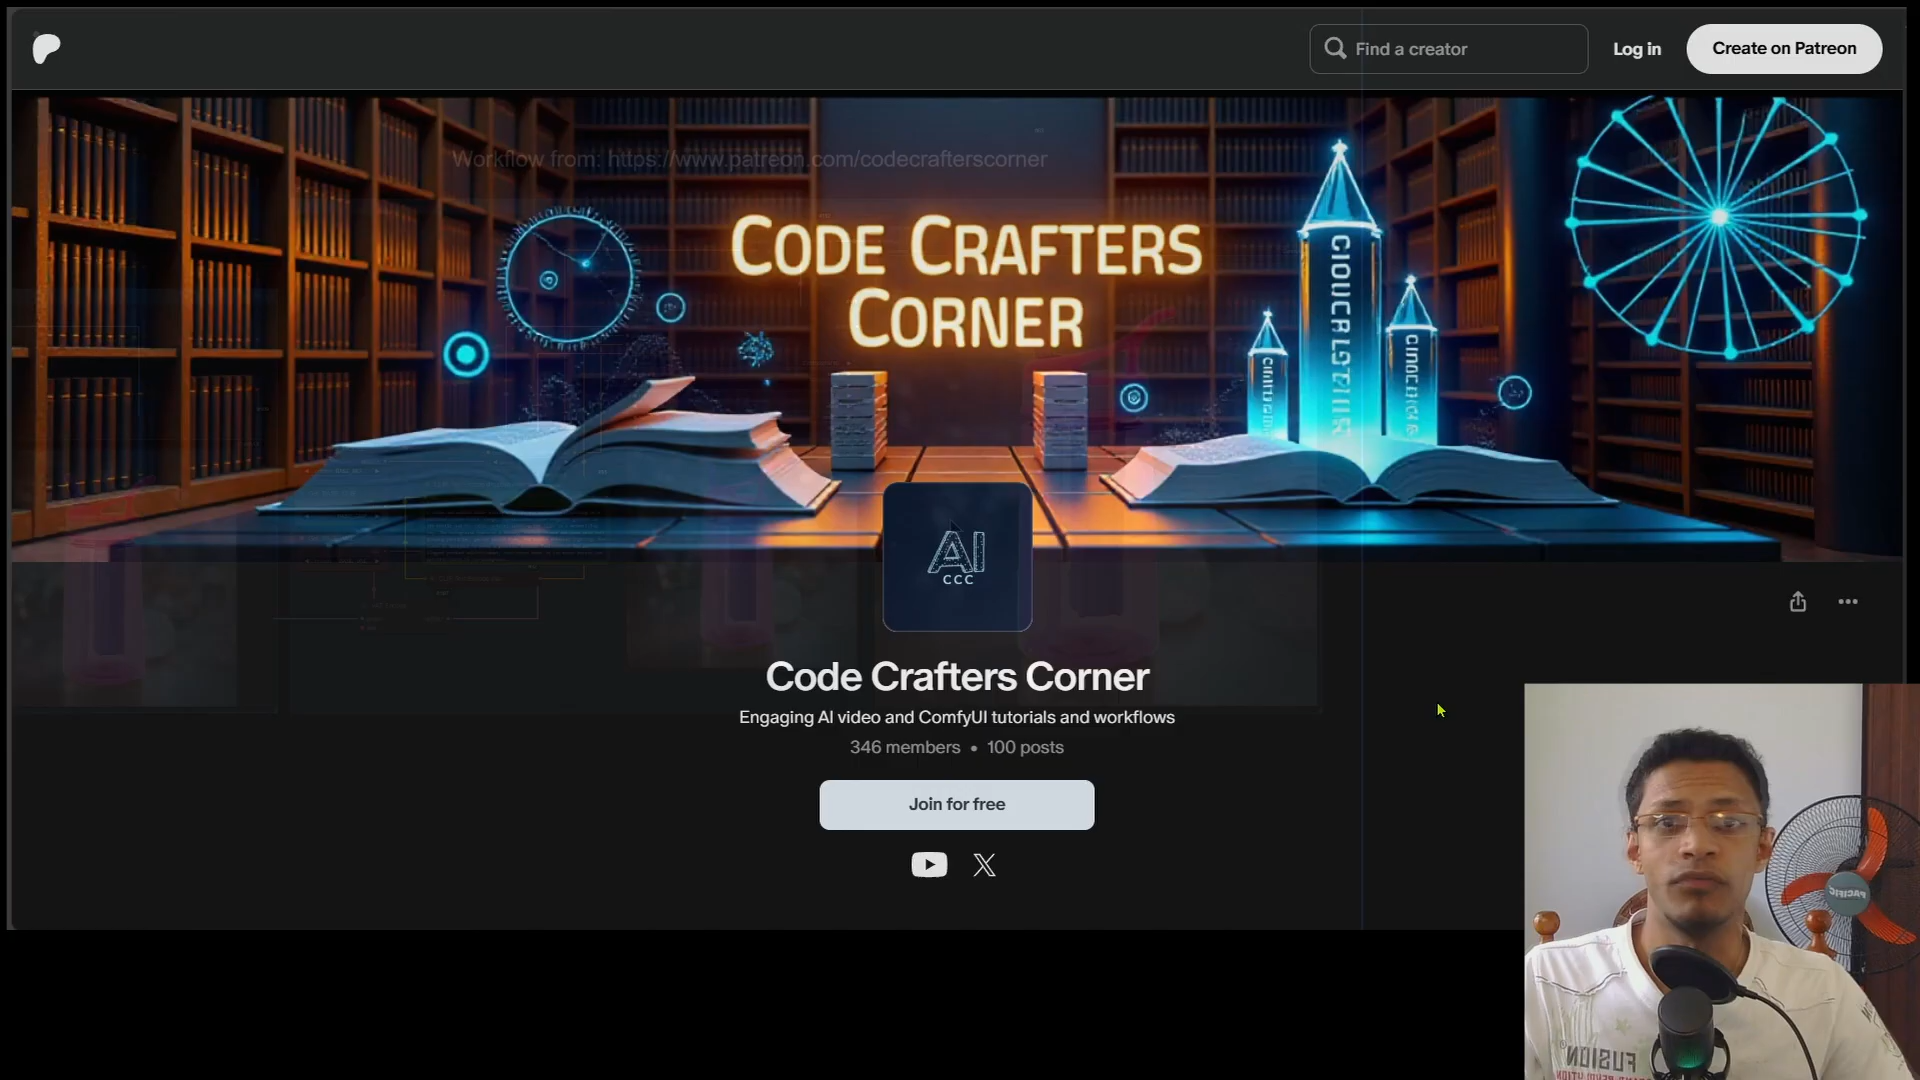 Find a creator
Log in
Create on Patreon
Workflow from: https://www.patreon.com/codecrafterscorner
CODE CRAFTERS
CORNER
AI
CCC
Code Crafters Corner
Engaging AI video and ComfyUI tutorials and workflows
346 members • 100 posts
Join for free
PACIFIC
FUSION